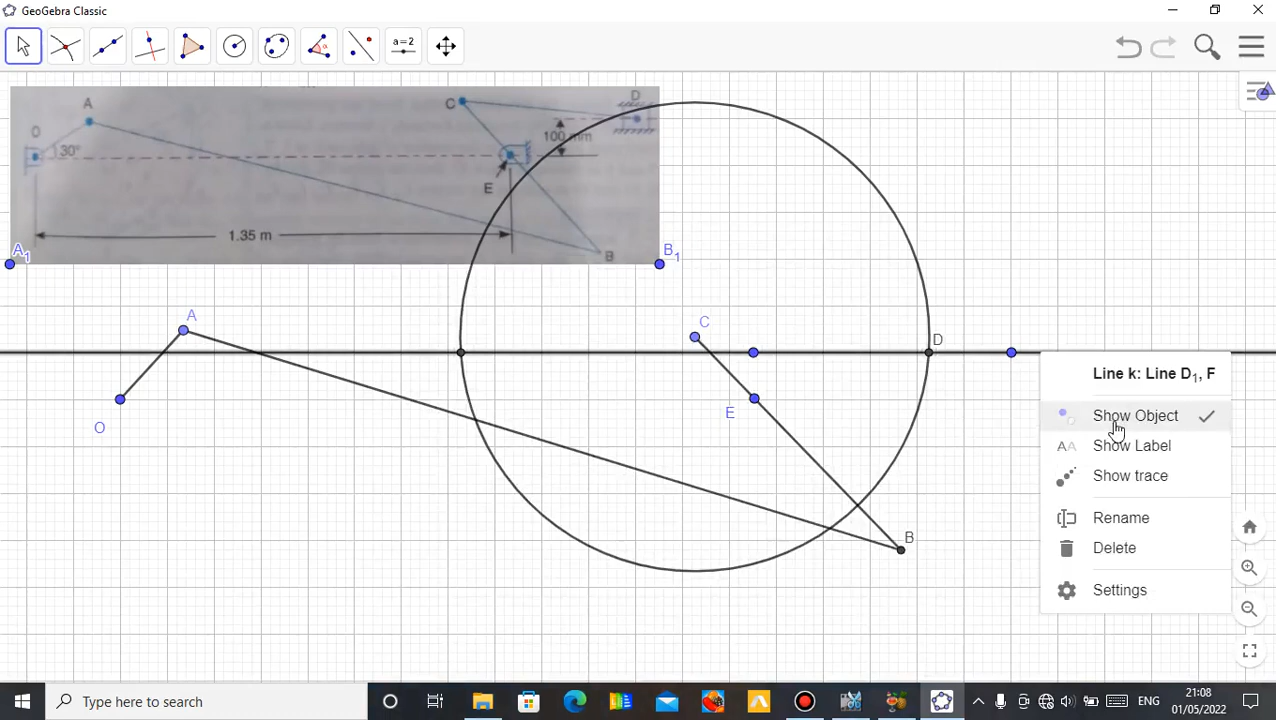 GeoGebra Classic
a=2
A
C
D
O
30°
100 mm
E
1.35 m
B
A1
B1
A
C
D
Line k: Line D1, F
O
E
Show Object
Show Label
Show trace
Rename
B
Delete
Settings
Type here to search
ENG
21:08
01/05/2022